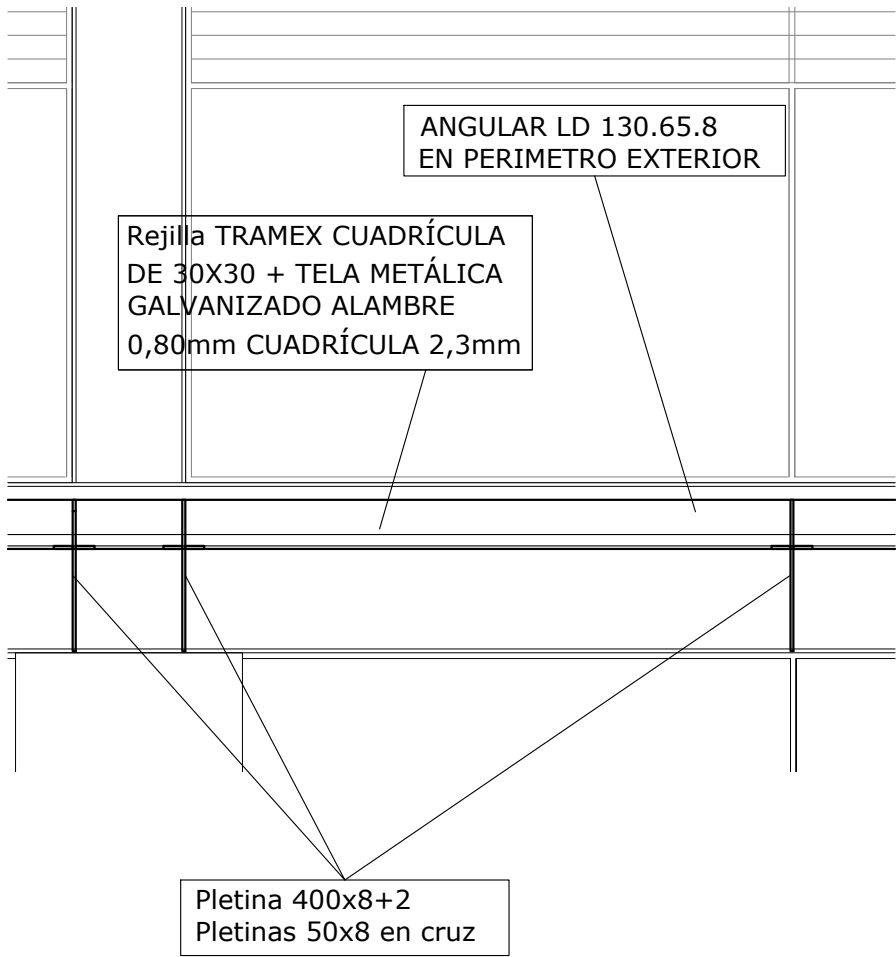 ANGULAR LD 130.65.8
EN PERIMETRO EXTERIOR
Rejilla TRAMEX CUADRÍCULA
DE 30X30 + TELA METÁLICA
GALVANIZADO ALAMBRE
0,80mm CUADRÍCULA 2,3mm
Pletina 400x8+2
Pletinas 50x8 en cruz